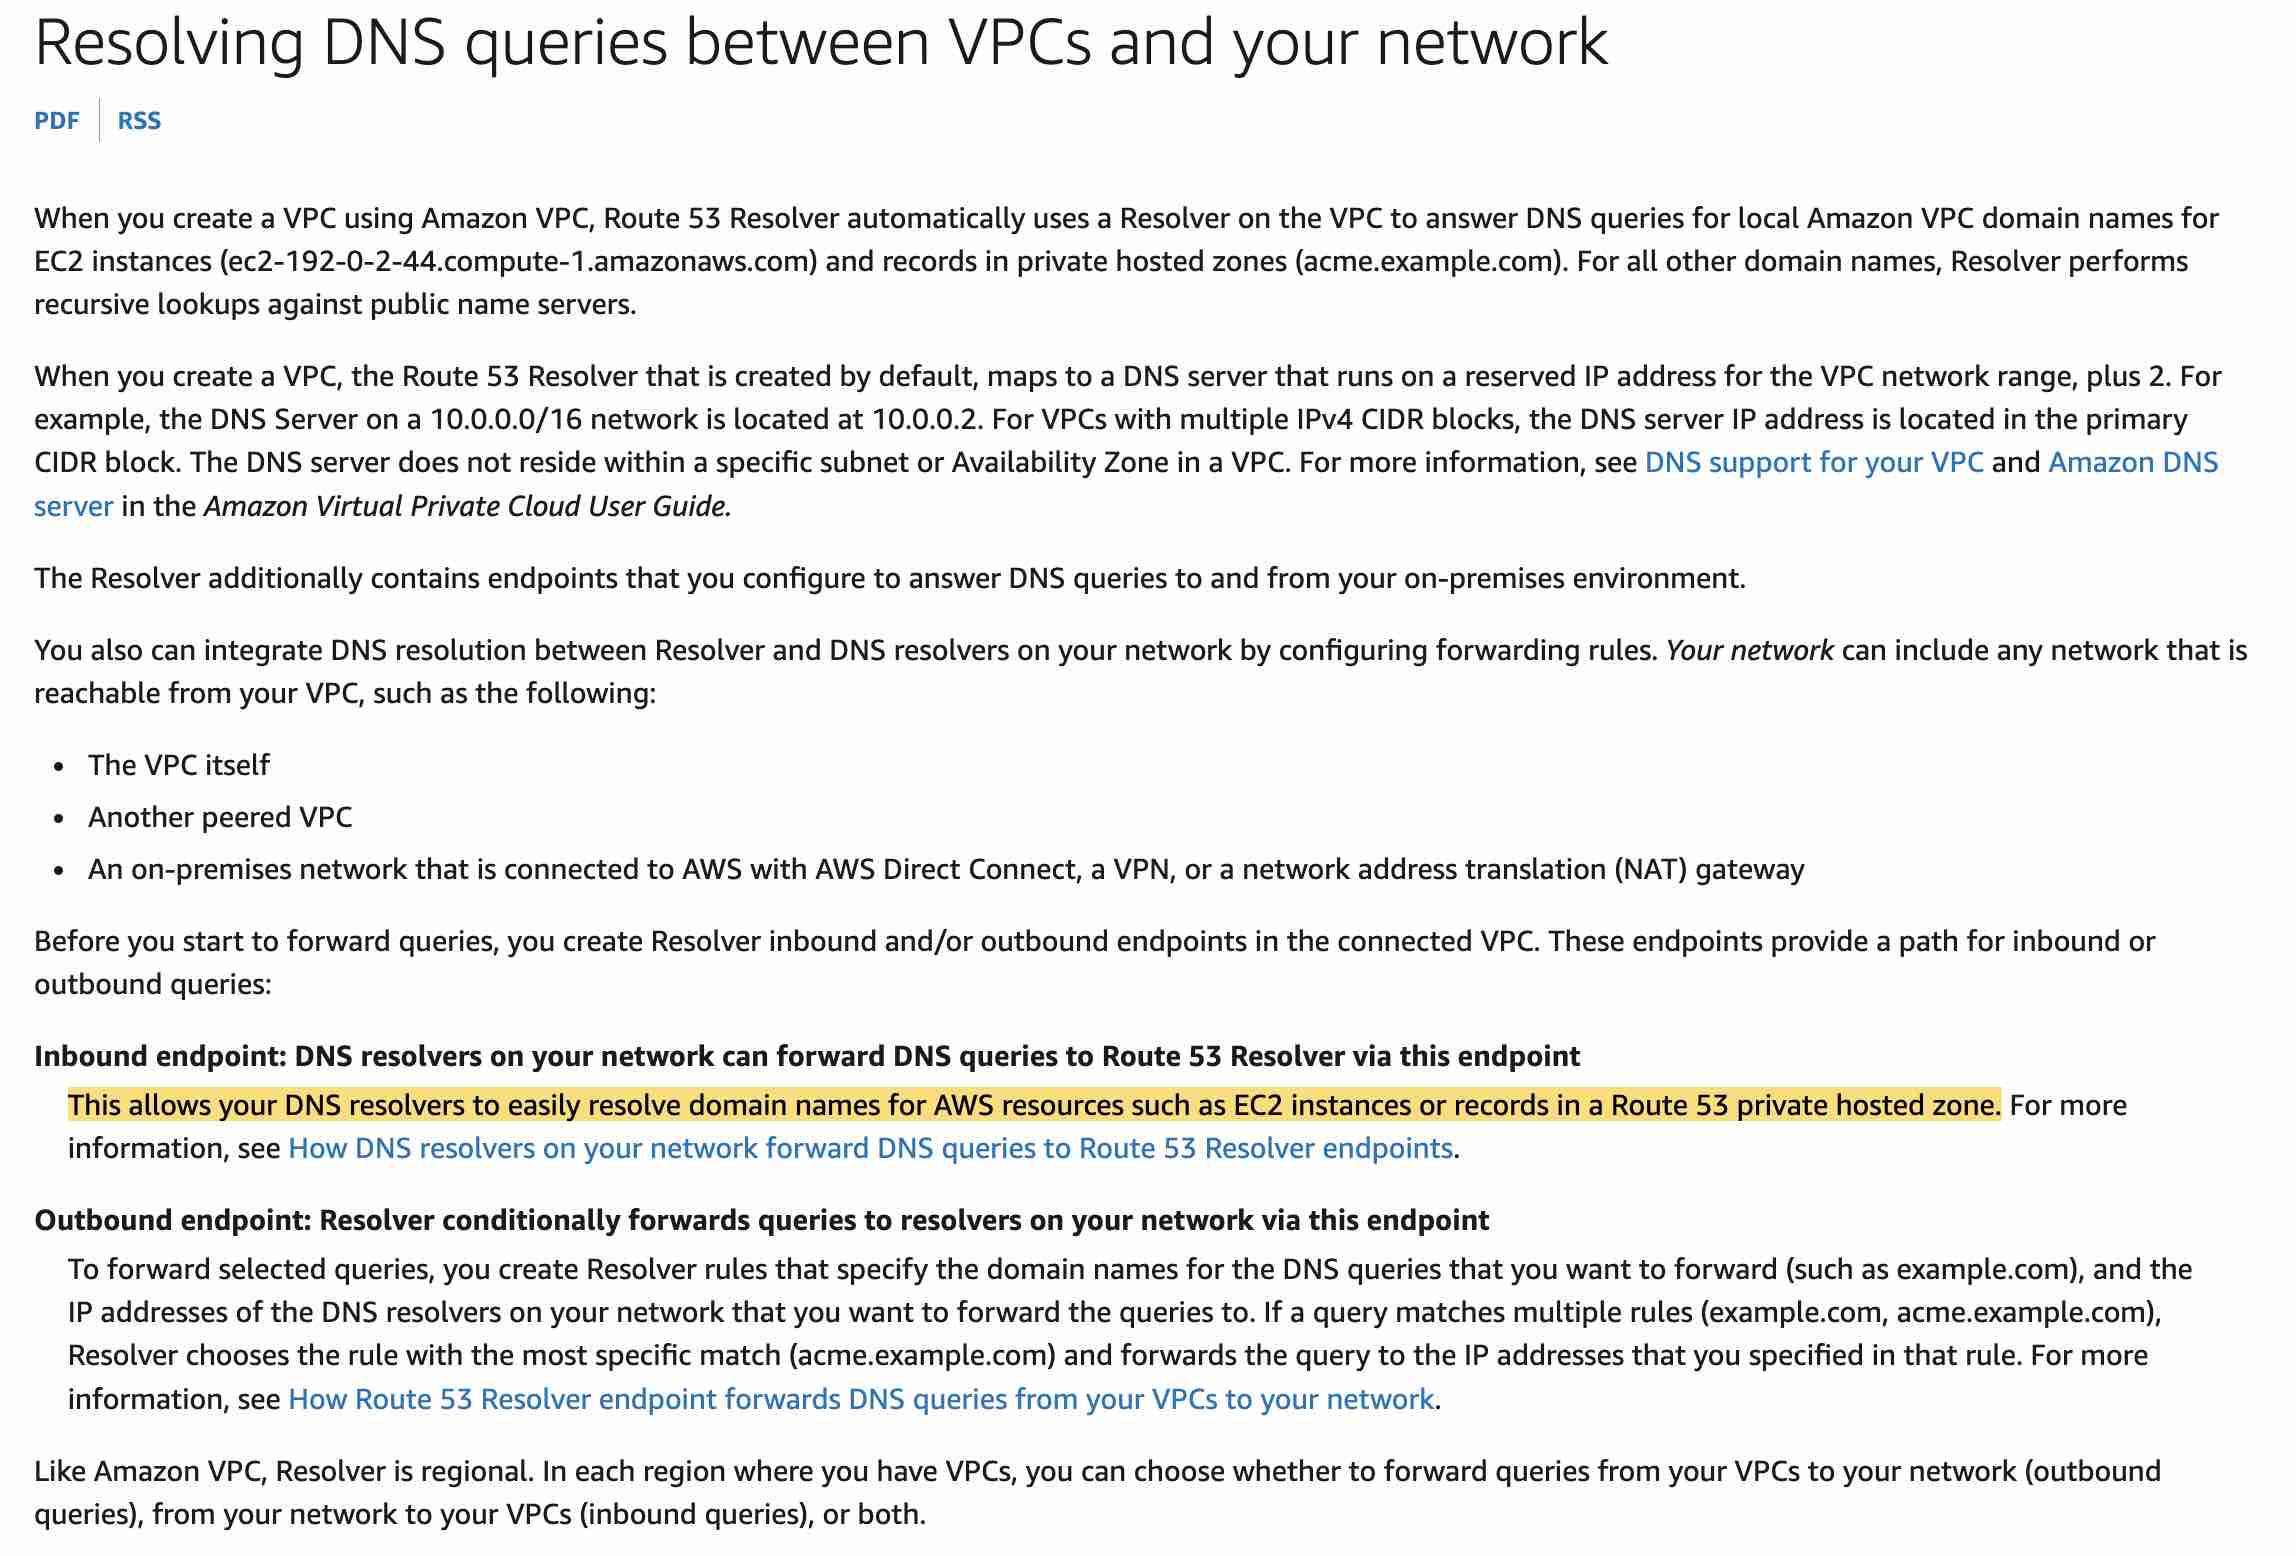 Resolving DNS queries between VPCs and your network
PDF
RSS
When you create a VPC using Amazon VPC, Route 53 Resolver automatically uses a Resolver on the VPC to answer DNS queries for local Amazon VPC domain names for
EC2 instances (ec2-192-0-2-44.compute-1.amazonaws.com) and records in private hosted zones (acme.example.com). For all other domain names, Resolver performs
recursive lookups against public name servers.
When you create a VPC, the Route 53 Resolver that is created by default, maps to a DNS server that runs on a reserved IP address for the VPC network range, plus 2. For
example, the DNS Server on a 10.0.0.0/16 network is located at 10.0.0.2. For VPCs with multiple IPv4 CIDR blocks, the DNS server IP address is located in the primary
CIDR block. The DNS server does not reside within a specific subnet or Availability Zone in a VPC. For more information, see DNS support for your VPC and Amazon DNS
server in the Amazon Virtual Private Cloud User Guide.
The Resolver additionally contains endpoints that you configure to answer DNS queries to and from your on-premises environment.
You also can integrate DNS resolution between Resolver and DNS resolvers on your network by configuring forwarding rules. Your network can include any network that is
reachable from your VPC, such as the following:
• The VPC itself
• Another peered VPC
• An on-premises network that is connected to AWS with AWS Direct Connect, a VPN, or a network address translation (NAT) gateway
Before you start to forward queries, you create Resolver inbound and/or outbound endpoints in the connected VPC. These endpoints provide a path for inbound or
outbound queries:
Inbound endpoint: DNS resolvers on your network can forward DNS queries to Route 53 Resolver via this endpoint
This allows your DNS resolvers to easily resolve domain names for AWS resources such as EC2 instances or records in a Route 53 private hosted zone. For more
information, see How DNS resolvers on your network forward DNS queries to Route 53 Resolver endpoints.
Outbound endpoint: Resolver conditionally forwards queries to resolvers on your network via this endpoint
To forward selected queries, you create Resolver rules that specify the domain names for the DNS queries that you want to forward (such as example.com), and the
IP addresses of the DNS resolvers on your network that you want to forward the queries to. If a query matches multiple rules (example.com, acme.example.com),
Resolver chooses the rule with the most specific match (acme.example.com) and forwards the query to the IP addresses that you specified in that rule. For more
information, see How Route 53 Resolver endpoint forwards DNS queries from your VPCs to your network.
Like Amazon VPC, Resolver is regional. In each region where you have VPCs, you can choose whether to forward queries from your VPCs to your network (outbound
queries), from your network to your VPCs (inbound queries), or both.